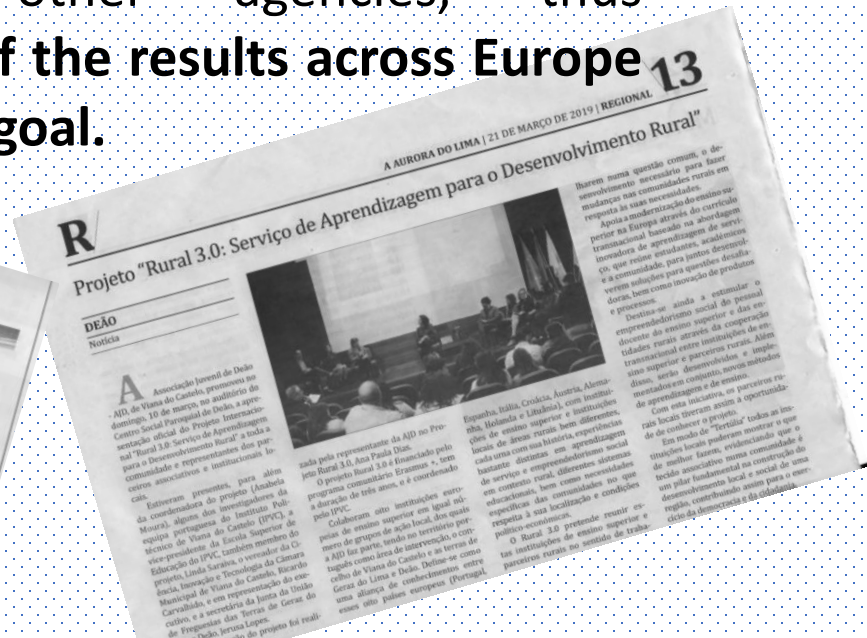 other agencies, thus
f the results across Europe
goal.
13
A AURORA DO LIMA | 21 DE MARÇO DE 2019 | REGIONAL
R
Projeto “Rural 3.0: Serviço de Aprendizagem para o Desenvolvimento Rural”
DEÃO
Notícia
A Associação Juvenil de Deão
- AJD, de Viana do Castelo, promoveu no
domingo, 10 de março, no auditório do
Centro Social Paroquial de Deão, a apre-
sentação oficial do Projeto Internacio-
nal “Rural 3.0: Serviço de Aprendizagem
para o Desenvolvimento Rural” a toda a
comunidade e representantes dos par-
ceiros associativos e institucionais lo-
cais.
Estiveram presentes, para além
da coordenadora do projeto (Anabela
Moura), alguns dos investigadores da
equipa portuguesa do Instituto Poli-
técnico de Viana do Castelo (IPVC), a
vice-presidente da Escola Superior de
Educação do IPVC, também membro do
projeto, Linda Saraiva, o vereador da Ci-
ência, Inovação e Tecnologia da Câmara
Municipal de Viana do Castelo, Ricardo
Carvalhido, e em representação do exe-
cutivo, e a secretária da Junta da União
de Freguesias das Terras de Geraz do
Deão, Jerusa Lopes.
do projeto foi reali-
zada pela representante da AJD no Pro-
jeto Rural 3.0, Ana Paula Dias.
O projeto Rural 3.0 é financiado pelo
programa comunitário Erasmus +, tem
a duração de três anos, e é coordenado
pelo IPVC.
Colaboram oito instituições euro-
peias de ensino superior em igual nú-
mero de grupos de ação local, dos quais
a AJD faz parte, tendo no território por-
tuguês como área de intervenção, o con-
celho de Viana do Castelo e as terras de
Geraz do Lima e Deão. Define-se como
uma aliança de conhecimentos entre
esses oito países europeus (Portugal,
Espanha, Itália, Croácia, Áustria, Alema-
nha, Holanda e Lituânia), com institui-
ções de ensino superior e instituições
locais de áreas rurais bem diferentes,
cada uma com sua história, experiências
bastante distintas em aprendizagem
de serviço e empreendedorismo social
em contexto rural, diferentes sistemas
educacionais, bem como necessidades
específicas das comunidades no que
respeita à sua localização e condições
político-economicas.
O Rural 3.0 pretende reunir es-
tas instituições de ensino superior e
parceiros rurais no sentido de traba-
lharem numa questão comum, o de-
senvolvimento necessário para fazer
mudanças nas comunidades rurais em
resposta às suas necessidades.
Apoia a modernização do ensino su-
perior na Europa através do currículo
transnacional baseado na abordagem
inovadora de aprendizagem de servi-
ço, que reúne estudantes, académicos
e a comunidade, para juntos desenvol-
verem soluções para questões desafia-
doras, bem como inovação de produtos
e processos.
Destina-se ainda a estimular o
empreendedorismo social do pessoal
docente do ensino superior e das en-
tidades rurais através da cooperação
transnacional entre instituições de en-
sino superior e parceiros rurais. Além
disso, serão desenvolvidos e imple-
mentados em conjunto, novos métodos
de aprendizagem e de ensino.
Com esta iniciativa, os parceiros ru-
rais locais tiveram assim a oportunida-
de de conhecer o projeto.
Em modo de “Tertúlia” todos as ins-
tituições locais puderam mostrar o que
de melhor fazem, evidenciando que o
tecido associativo numa comunidade é
um pilar fundamental na construção do
desenvolvimento local e social de uma
região, contribuindo assim para o exer-
cício da democracia e da cidadania.